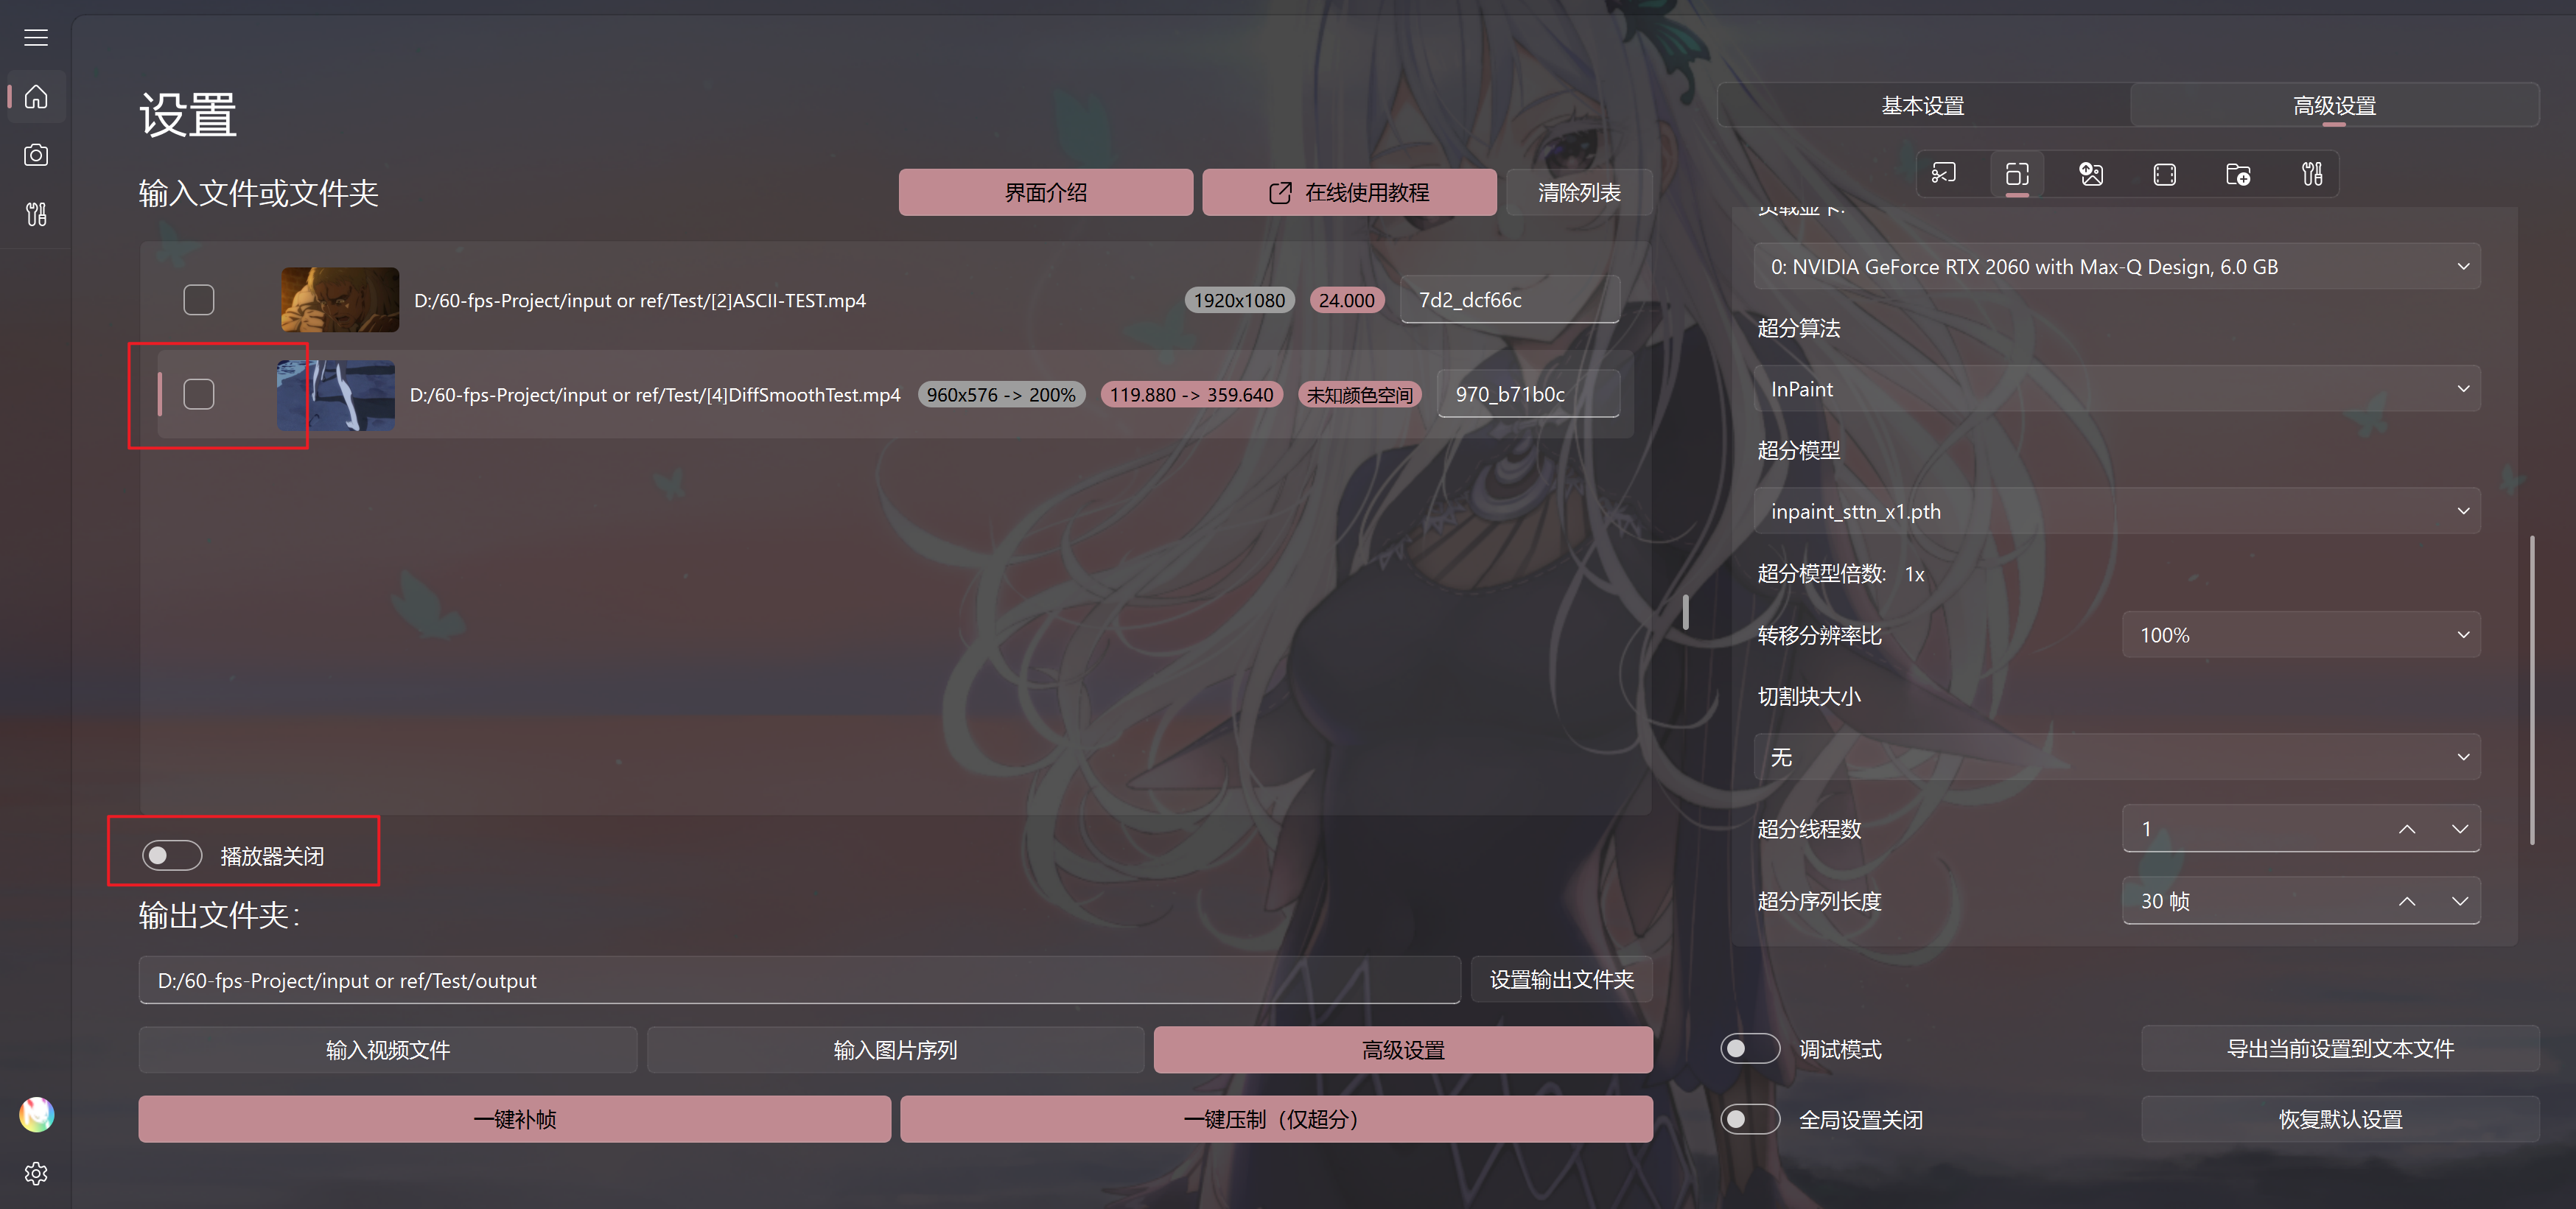 设置
输入文件或文件夹
界面介绍
在线使用教程
清除列表
D:/60-fps-Project/input or ref/Test/[2]ASCII-TEST.mp4
1920x1080
24.000
7d2_dcf66c
D:/60-fps-Project/input or ref/Test/[4]DiffSmoothTest.mp4
960x576 -> 200%
119.880 -> 359.640
未知颜色空间
970_b71b0c
播放器关闭
输出文件夹:
D:/60-fps-Project/input or ref/Test/output
设置输出文件夹
输入视频文件
输入图片序列
高级设置
一键补帧
一键压制（仅超分）
基本设置
高级设置
负载显卡:
0: NVIDIA GeForce RTX 2060 with Max-Q Design, 6.0 GB
超分算法
InPaint
超分模型
inpaint_sttn_x1.pth
超分模型倍数: 1x
转移分辨率比
100%
切割块大小
无
超分线程数
1
超分序列长度
30 帧
调试模式
导出当前设置到文本文件
全局设置关闭
恢复默认设置